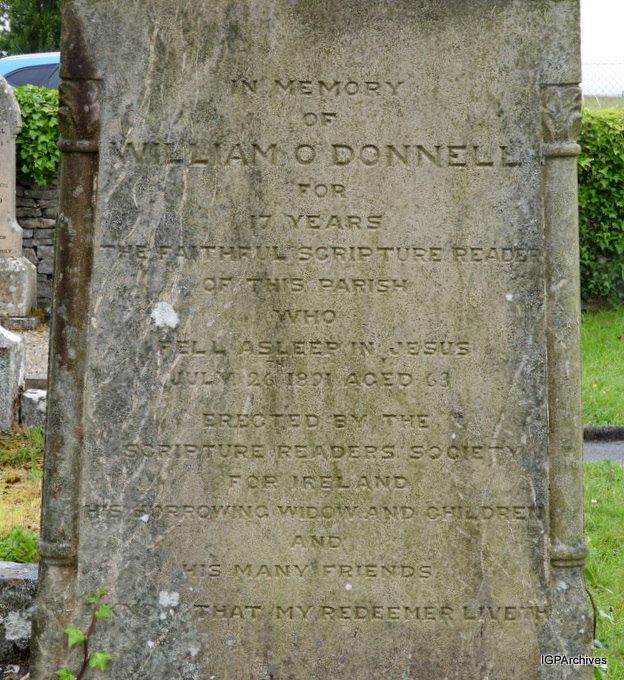 IN MEMORY
OF
WILLIAM O'DONNELL
FOR
17 YEARS
THE FAITHFUL SCRIPTURE READER
OF THIS PARISH
WHO
FELL ASLEEP IN JESUS
JULY 26TH 1891 AGED 63
ERECTED BY THE
SCRIPTURE READERS SOCIETY
FOR IRELAND
HIS SORROWING WIDOW AND CHILDREN
AND
HIS MANY FRIENDS
I KNOW THAT MY REDEEMER LIVETH
IGPArchives